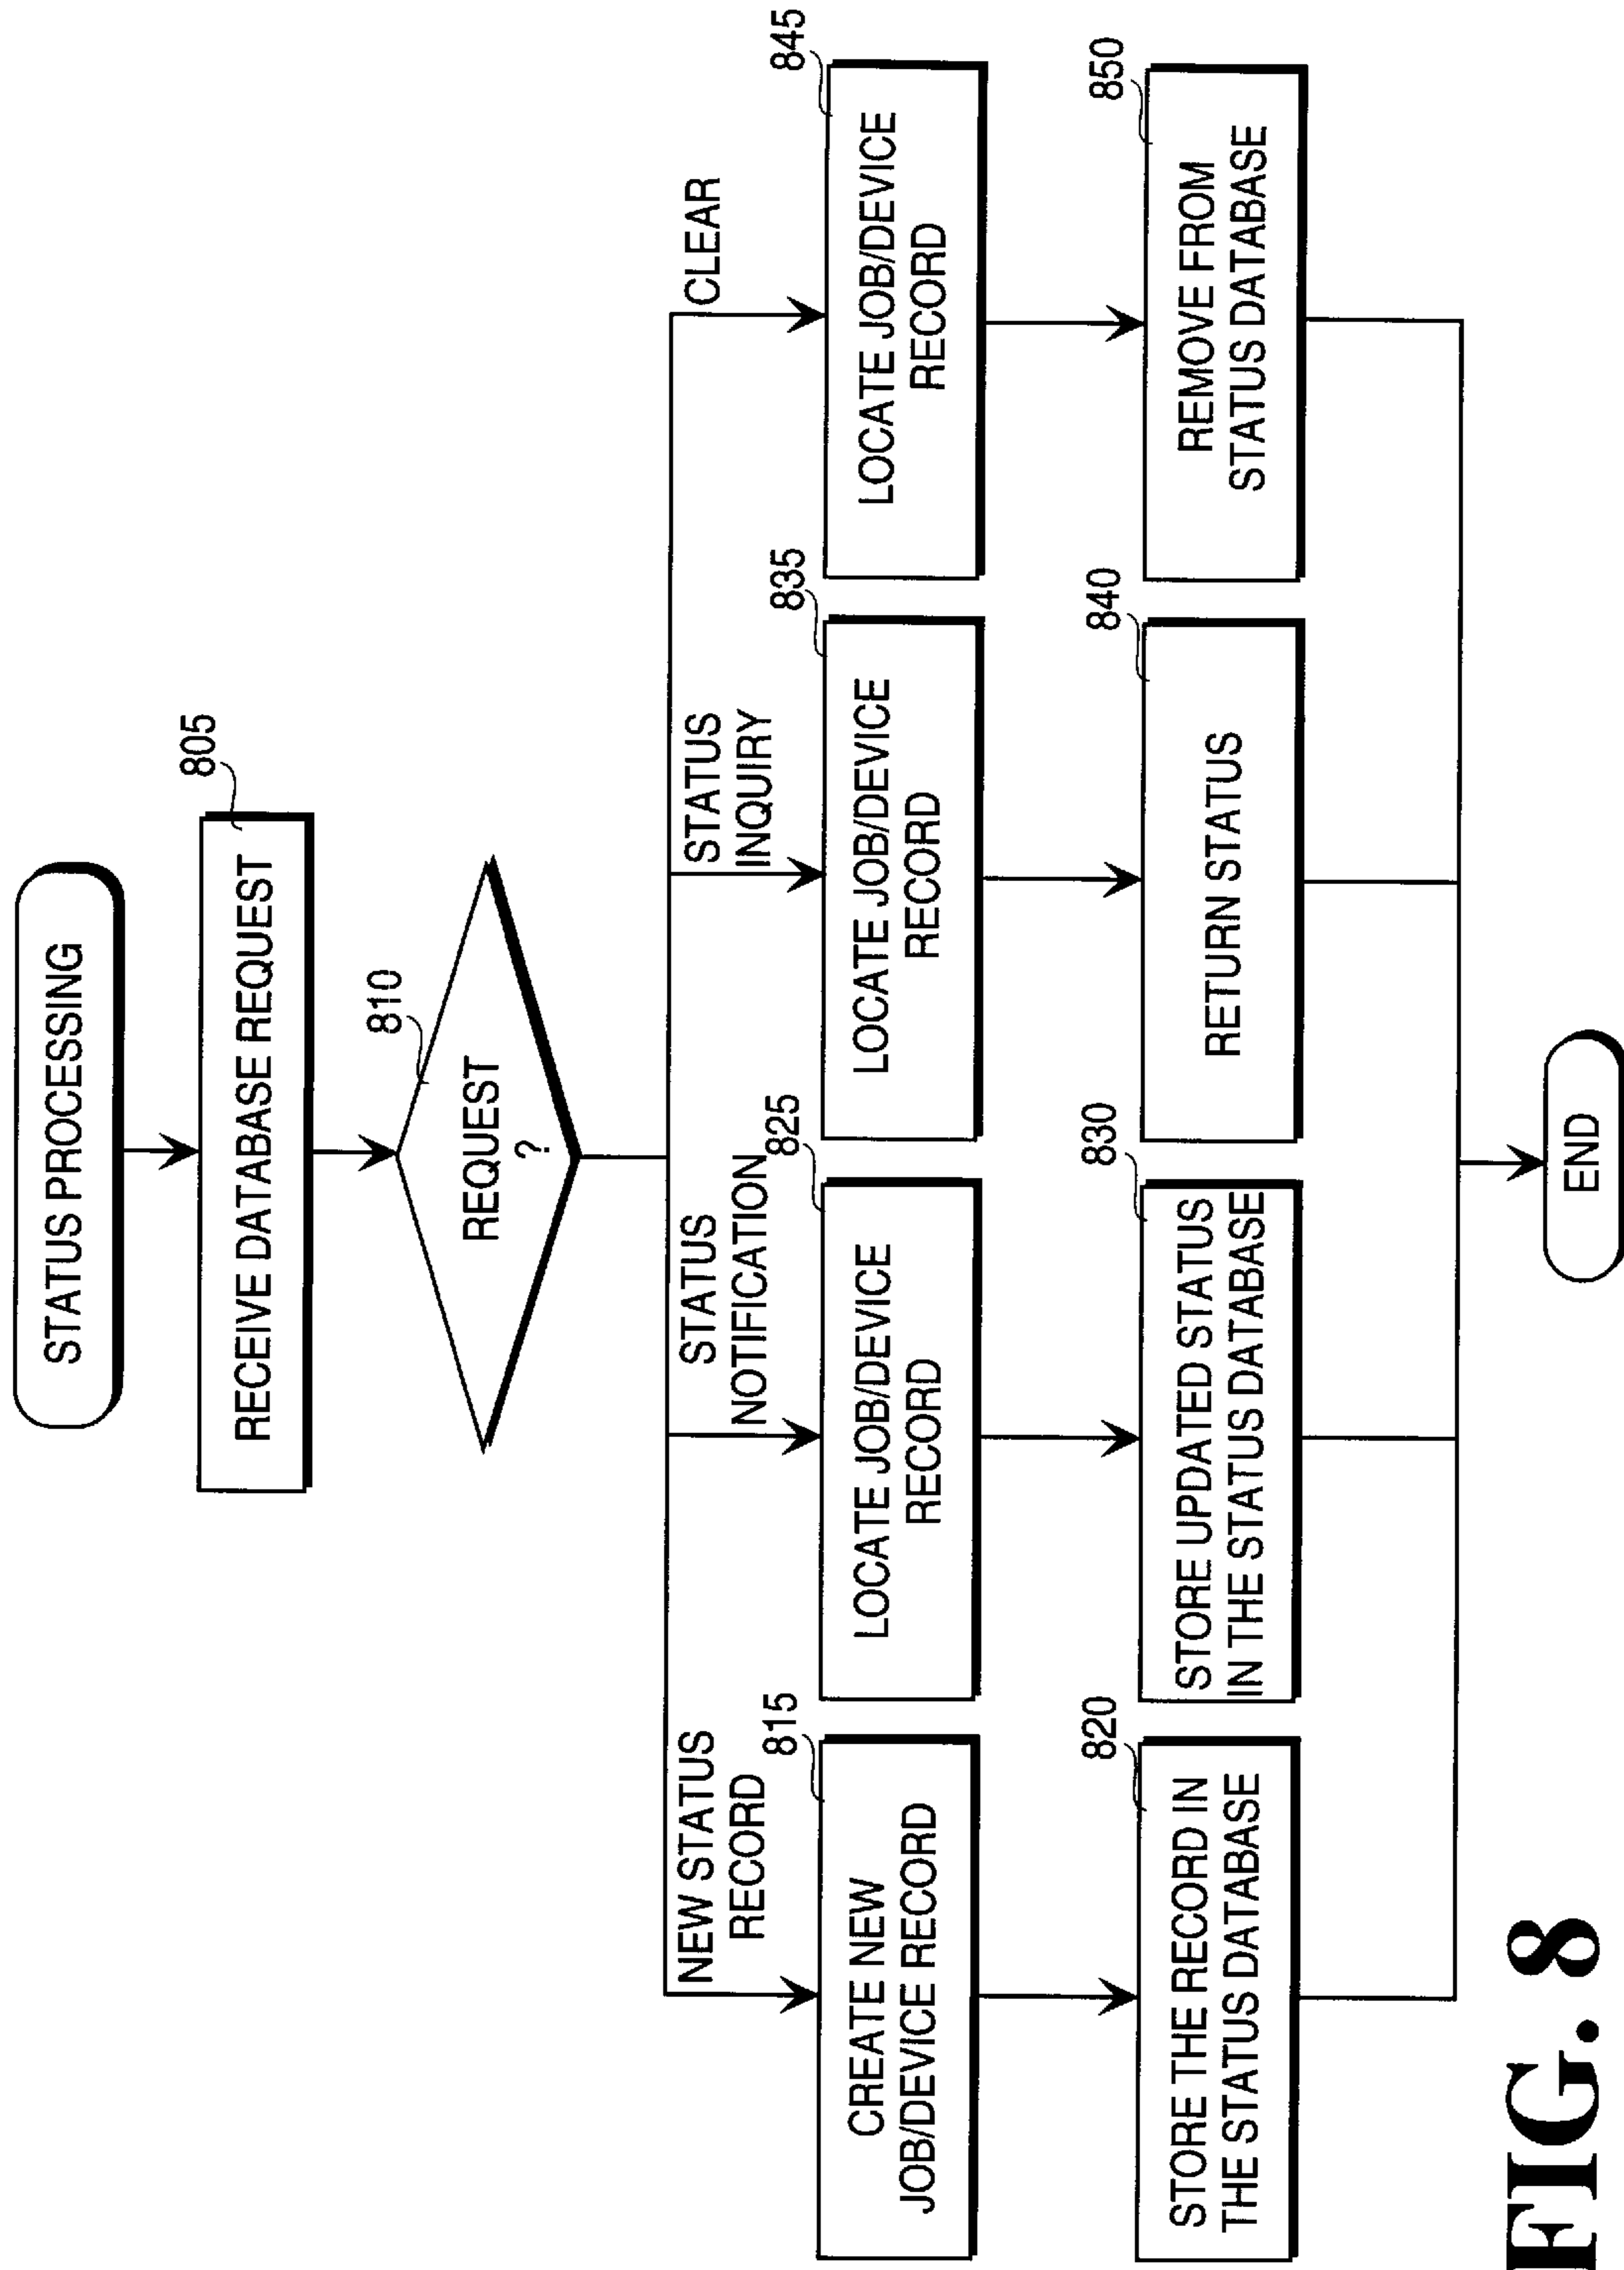 STATUS PROCESSING
805
RECEIVE DATABASE REQUEST
810
REQUEST
?
NEW STATUS
RECORD
STATUS
NOTIFICATION
STATUS
INQUIRY
CLEAR
815
CREATE NEW
JOB/DEVICE RECORD
825
LOCATE JOB/DEVICE
RECORD
835
LOCATE JOB/DEVICE
RECORD
845
LOCATE JOB/DEVICE
RECORD
820
STORE THE RECORD IN
THE STATUS DATABASE
830
STORE UPDATED STATUS
IN THE STATUS DATABASE
840
RETURN STATUS
850
REMOVE FROM
STATUS DATABASE
END
FIG. 8